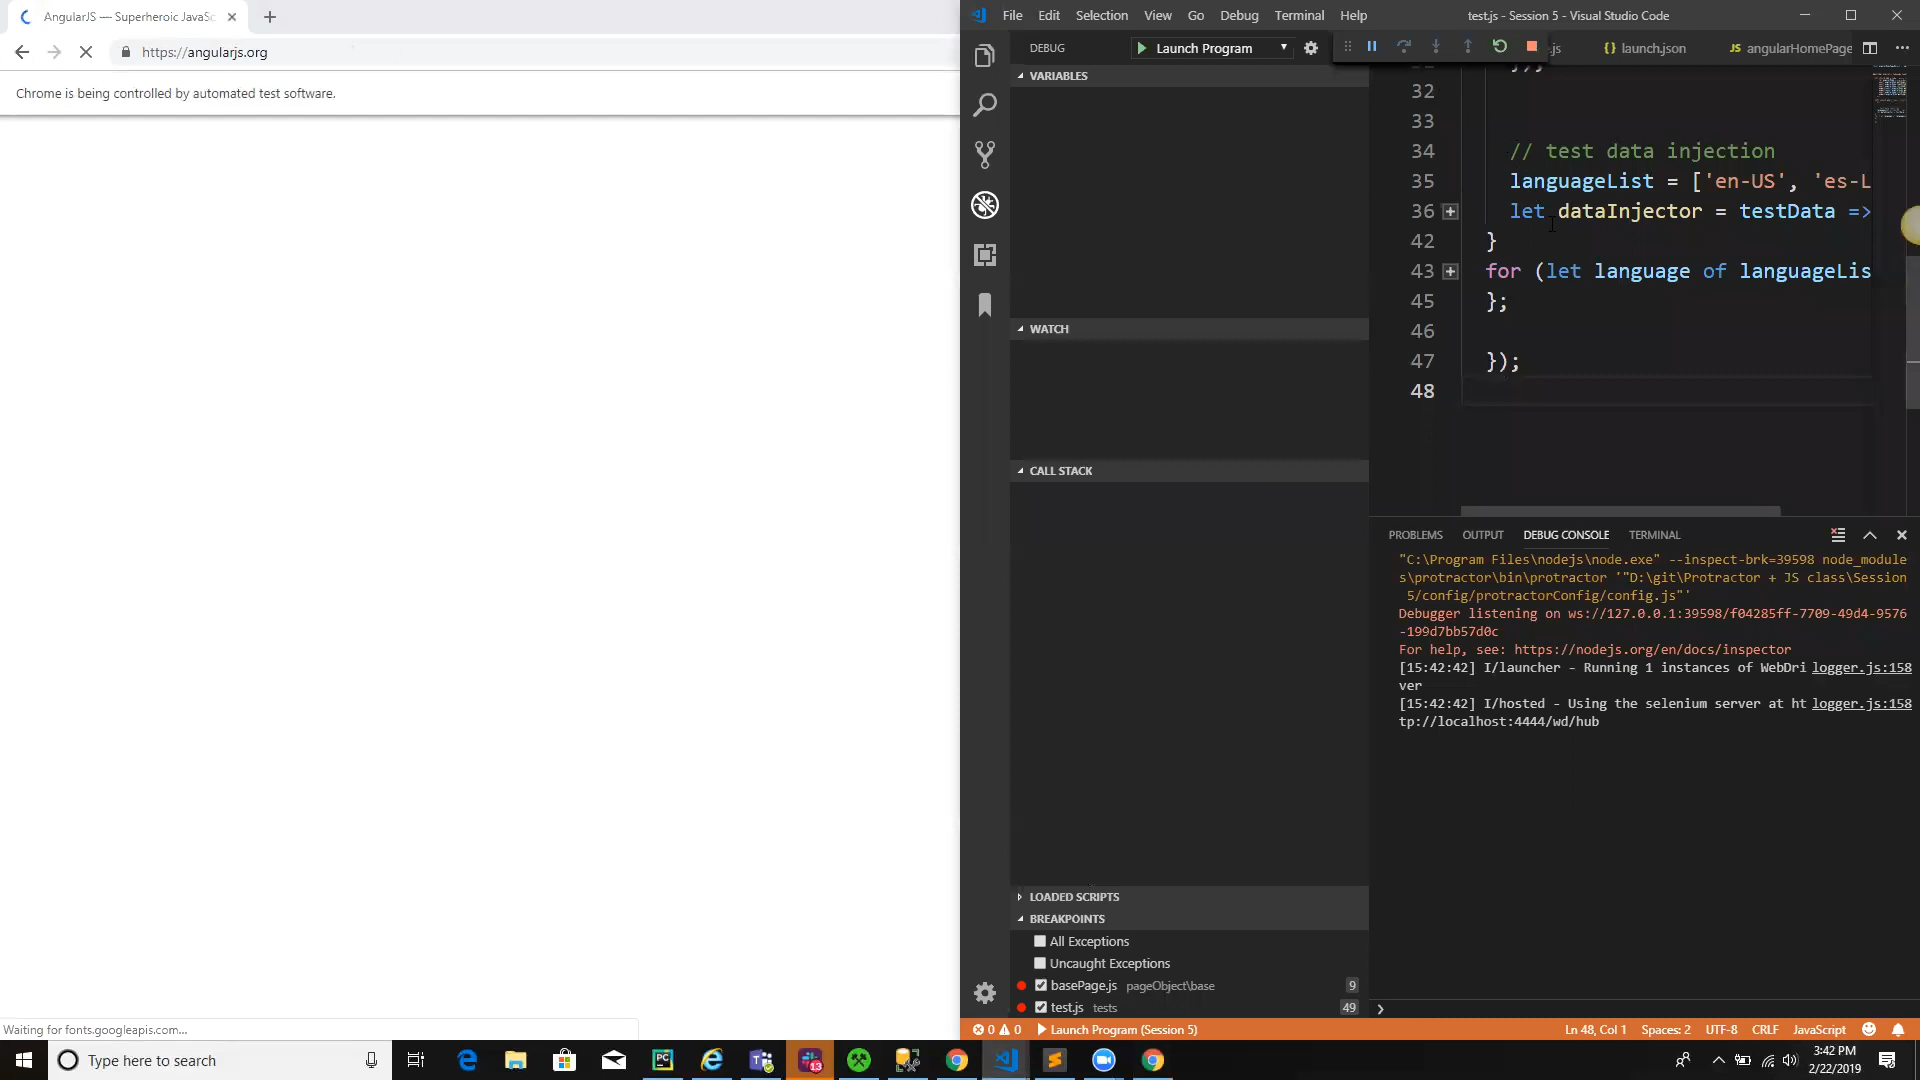 AngularJS — Superheroic JavaSc
https://angularjs.org
Chrome is being controlled by automated test software.
Waiting for fonts.googleapis.com...
File Edit Selection View Go Debug Terminal Help
test.js - Session 5 - Visual Studio Code
DEBUG
Launch Program
.js
{} launch.json
JS angularHomePage
VARIABLES
WATCH
CALL STACK
LOADED SCRIPTS
BREAKPOINTS
All Exceptions
Uncaught Exceptions
basePage.js pageObject\base 9
test.js tests 49
32
33
34 // test data injection
35 languageList = ['en-US', 'es-L
36 let dataInjector = testData =>
42 }
43 for (let language of languageLis
45 };
46
47 });
48
PROBLEMS OUTPUT DEBUG CONSOLE TERMINAL
"C:\Program Files\nodejs\node.exe" --inspect-brk=39598 node_module
s\protractor\bin\protractor '"D:\git\Protractor + JS class\Session
5/config/protractorConfig/config.js"'
Debugger listening on ws://127.0.0.1:39598/f04285ff-7709-49d4-9576
-199d7bb57d0c
For help, see: https://nodejs.org/en/docs/inspector
[15:42:42] I/launcher - Running 1 instances of WebDri logger.js:158
ver
[15:42:42] I/hosted - Using the selenium server at ht logger.js:158
tp://localhost:4444/wd/hub
0 0 Launch Program (Session 5)
Ln 48, Col 1 Spaces: 2 UTF-8 CRLF JavaScript
Type here to search
13
3:42 PM
2/22/2019